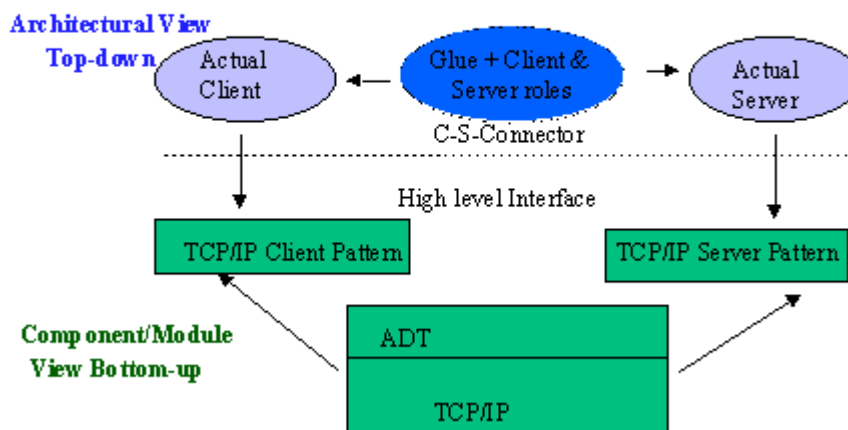 Architectural View
Top-down
Actual
Client
Glue + Client &
Server roles
Actual
Server
C-S-Connector
High level Interface
TCP/IP Client Pattern
TCP/IP Server Pattern
Component/Module
View Bottom-up
ADT
TCP/IP